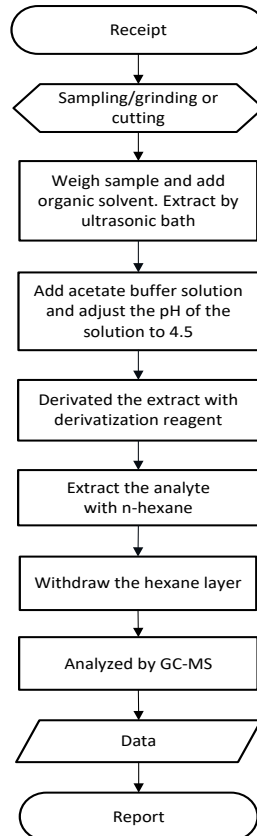 Receipt
Sampling/grinding or
cutting
Weigh sample and add
organic solvent. Extract by
ultrasonic bath
Add acetate buffer solution
and adjust the pH of the
solution to 4.5
Derivated the extract with
derivatization reagent
Extract the analyte
with n-hexane
Withdraw the hexane layer
Analyzed by GC-MS
Data
Report